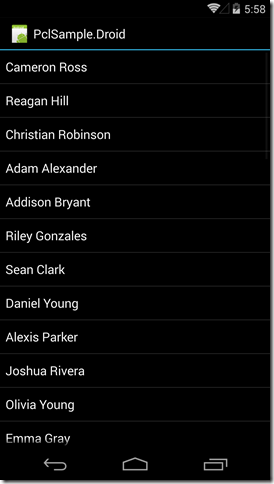 5:58
PclSample.Droid
Cameron Ross
Reagan Hill
Christian Robinson
Adam Alexander
Addison Bryant
Riley Gonzales
Sean Clark
Daniel Young
Alexis Parker
Joshua Rivera
Olivia Young
Emma Gray